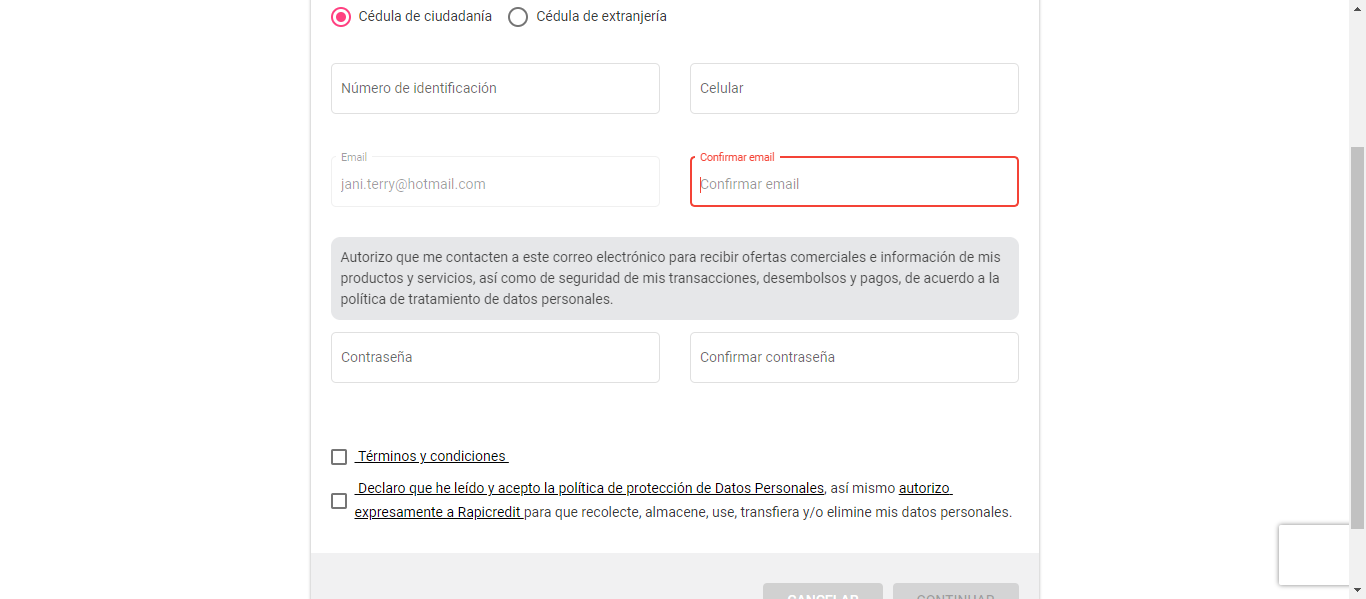 Cédula de ciudadanía Cédula de extranjería
Número de identificación Celular
Email Confirmar email
jani.terry@hotmail.com Confirmar email
Autorizo que me contacten a este correo electrónico para recibir ofertas comerciales e información de mis
productos y servicios, así como de seguridad de mis transacciones, desembolsos y pagos, de acuerdo a la
política de tratamiento de datos personales.
Contraseña Confirmar contraseña
Términos y condiciones
Declaro que he leído y acepto la política de protección de Datos Personales, así mismo autorizo
expresamente a Rapicredit para que recolecte, almacene, use, transfiera y/o elimine mis datos personales.
CANCELAR CONTINUAR